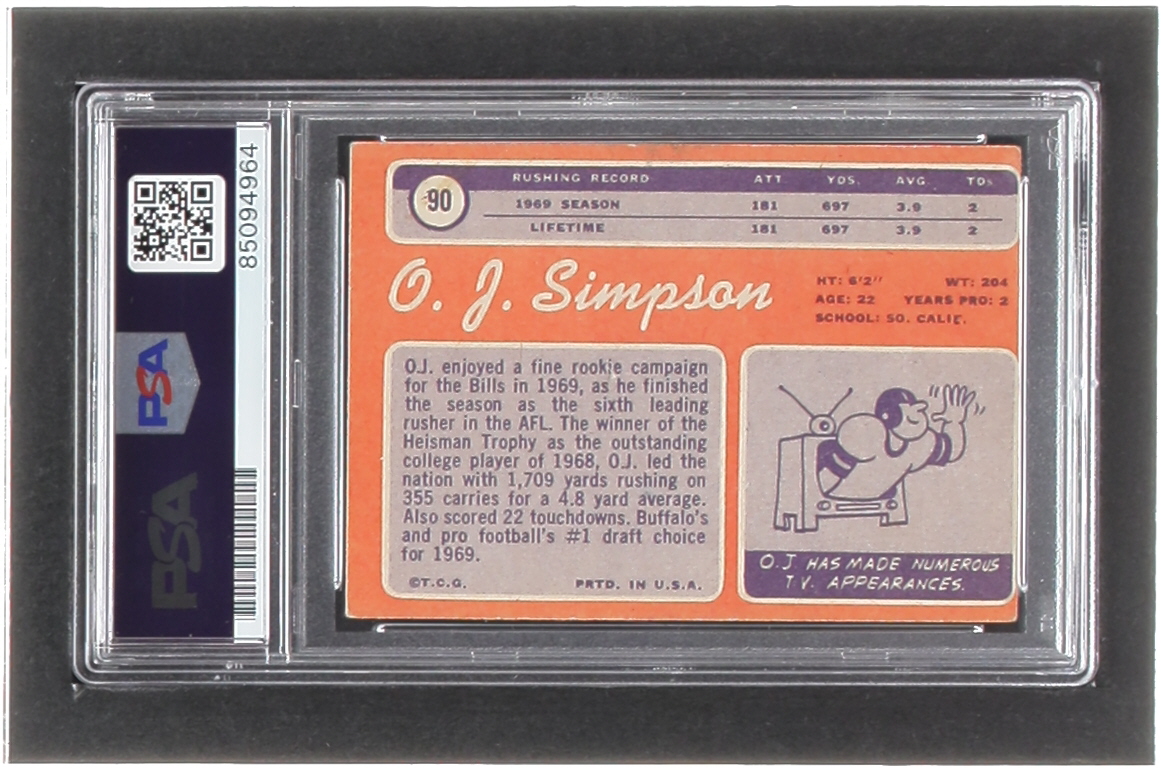 85094964
PSA
PSA
90
RUSHING RECORD ATT YDS. AVG. TDs
1969 SEASON 181 697 3.9 2
LIFETIME 181 697 3.9 2
O. J. Simpson
HT: 6'2'' WT: 204
AGE: 22 YEARS PRO: 2
SCHOOL: SO. CALIF.
O.J. enjoyed a fine rookie campaign
for the Bills in 1969, as he finished
the season as the sixth leading
rusher in the AFL. The winner of the
Heisman Trophy as the outstanding
college player of 1968, O.J. led the
nation with 1,709 yards rushing on
355 carries for a 4.8 yard average.
Also scored 22 touchdowns. Buffalo's
and pro football's #1 draft choice
for 1969.
©T.C.G. PRTD. IN U.S.A.
O.J. HAS MADE NUMEROUS
T.V. APPEARANCES.